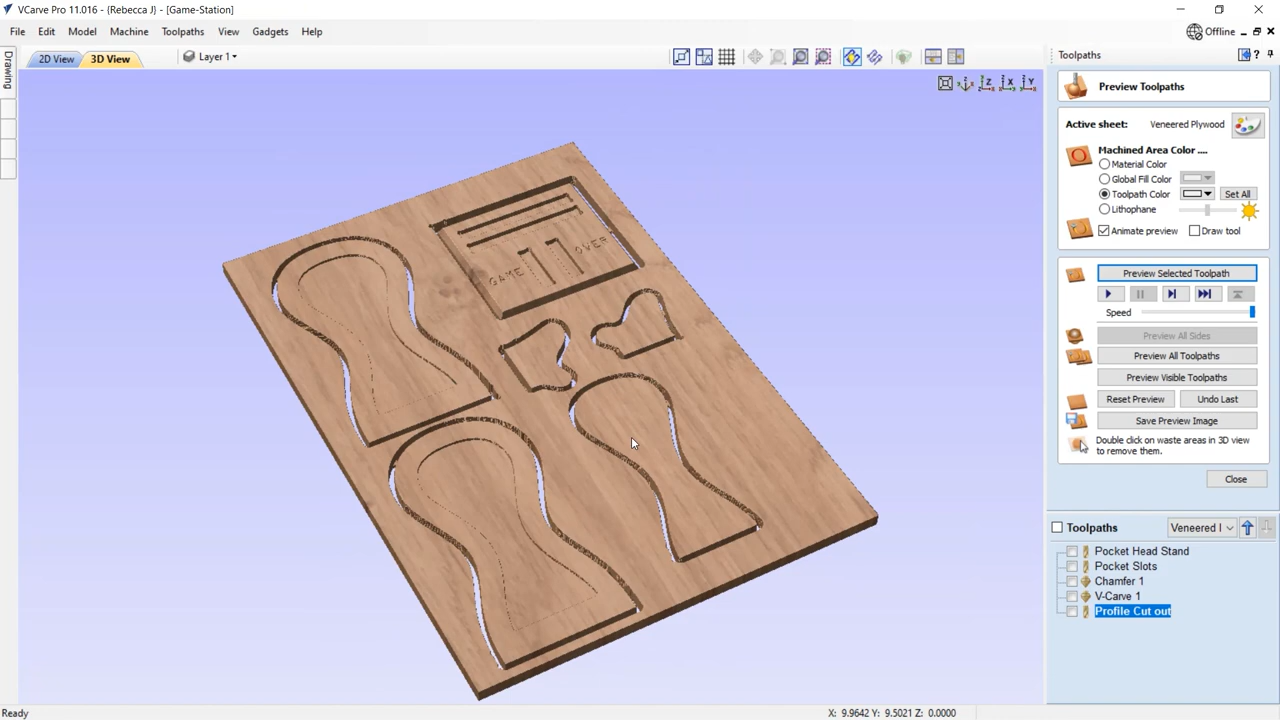 VCarve Pro 11.016 - {Rebecca J} - [Game-Station]
File Edit Model Machine Toolpaths View Gadgets Help
Offline
Drawing
2D View 3D View Layer 1
Toolpaths
Z X Y
Preview Toolpaths
Active sheet: Veneered Plywood
Machined Area Color ....
Material Color
Global Fill Color
Toolpath Color Set All
Lithophane
Animate preview Draw tool
GAME OVER
Preview Selected Toolpath
Speed
Preview All Sides
Preview All Toolpaths
Preview Visible Toolpaths
Reset Preview Undo Last
Save Preview Image
Double click on waste areas in 3D view
to remove them.
Close
Toolpaths Veneered I
Pocket Head Stand
Pocket Slots
Chamfer 1
V-Carve 1
Profile Cut out
Ready X: 9.9642 Y: 9.5021 Z: 0.0000